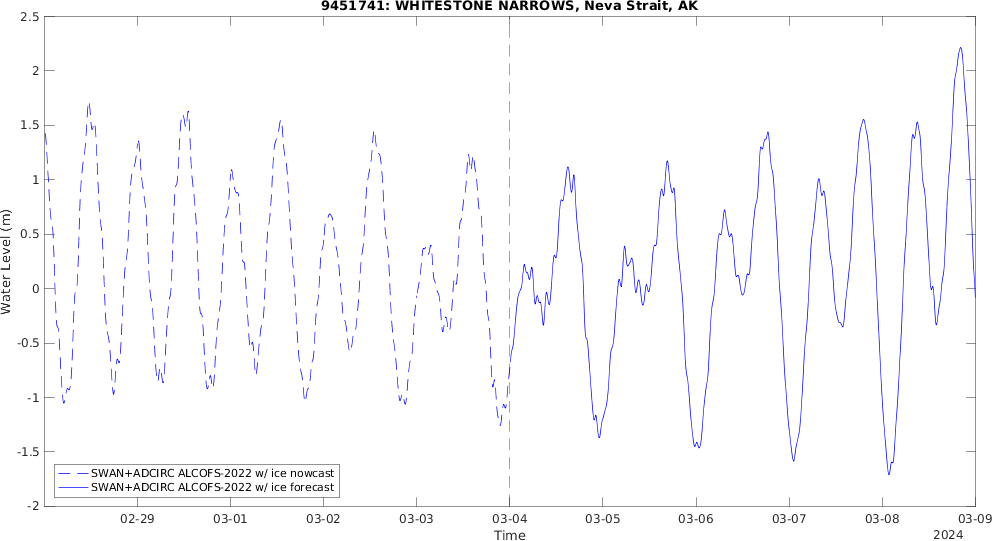 9451741: WHITESTONE NARROWS, Neva Strait, AK
Water Level (m)
2.5
2
1.5
1
0.5
0
-0.5
-1
-1.5
-2
SWAN+ADCIRC ALCOFS-2022 w/ ice nowcast
SWAN+ADCIRC ALCOFS-2022 w/ ice forecast
02-29 03-01 03-02 03-03 03-04 03-05 03-06 03-07 03-08 03-09
Time
2024